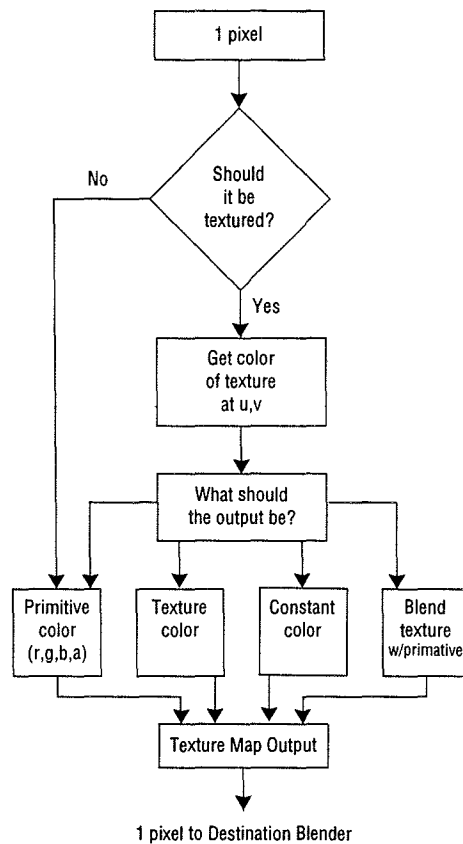 1 pixel
Should
it be
textured?
No
Yes
Get color
of texture
at u,v
What should
the output be?
Primitive
color
(r,g,b,a)
Texture
color
Constant
color
Blend
texture
w/primative
Texture Map Output
1 pixel to Destination Blender